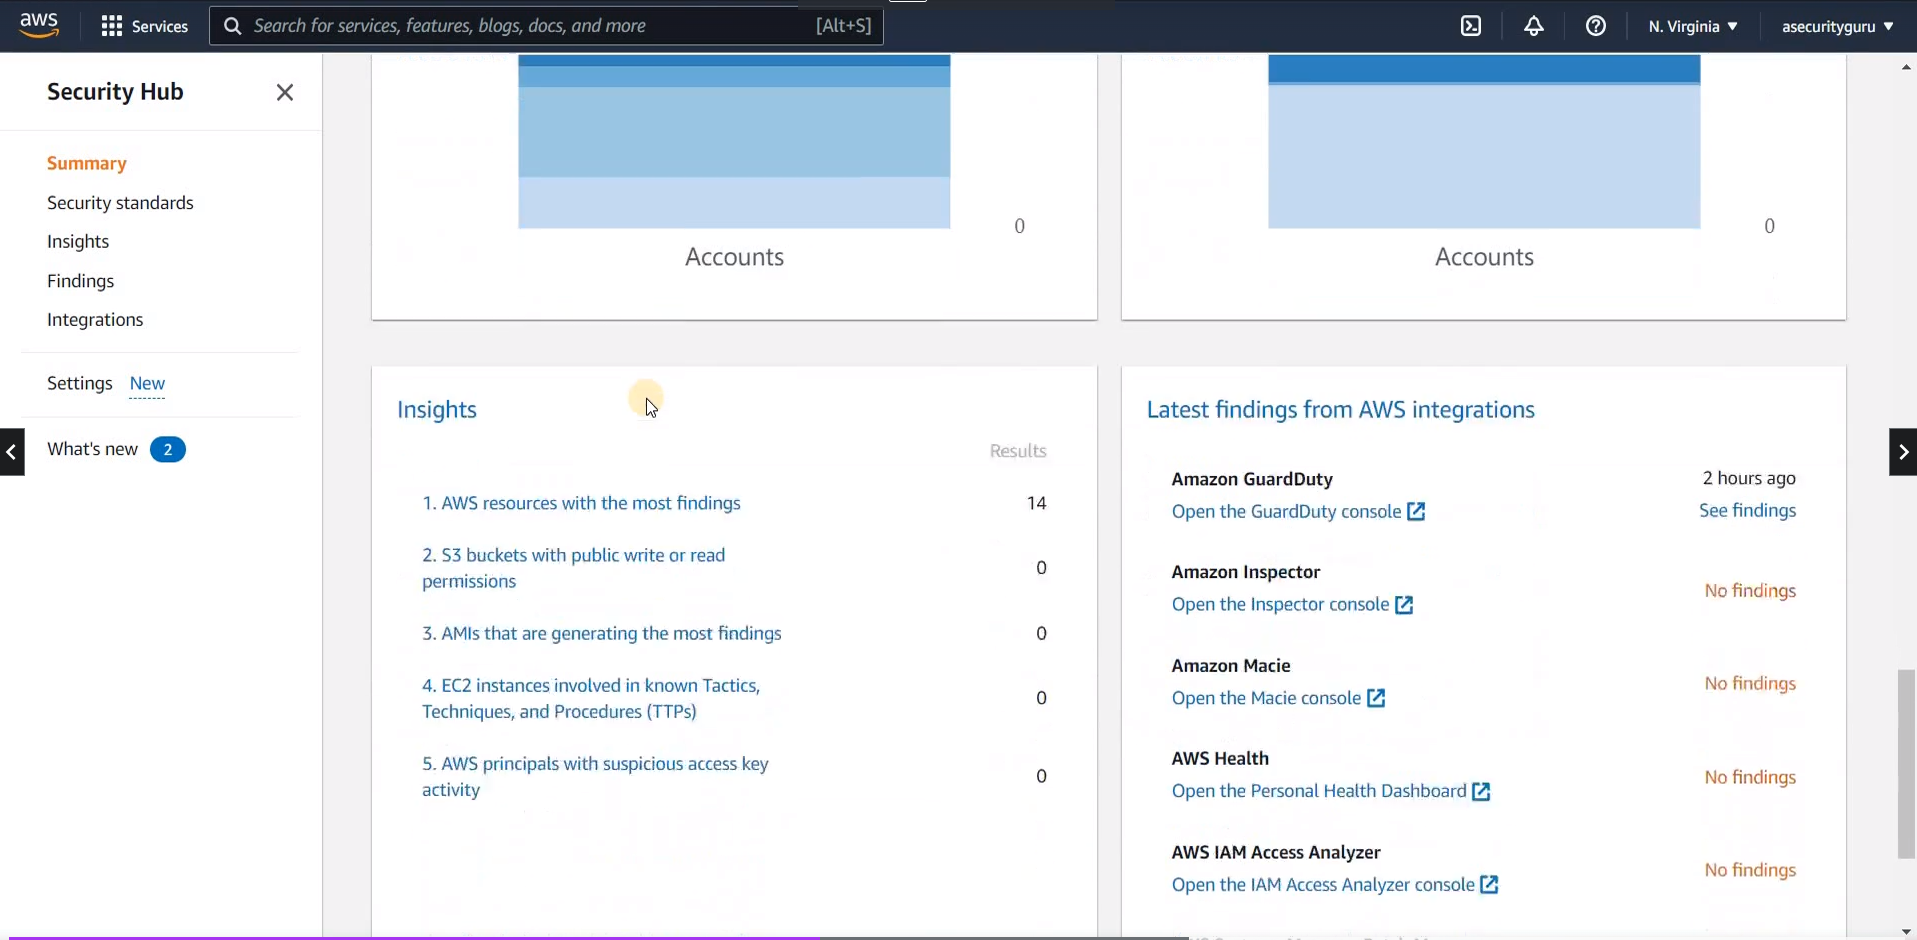 aws
Services
Search for services, features, blogs, docs, and more
[Alt+S]
N. Virginia
asecurityguru
Security Hub
Summary
Security standards
Insights
Findings
Integrations
Settings New
What's new 2
0
Accounts
0
Accounts
Insights
Results
1. AWS resources with the most findings 14
2. S3 buckets with public write or read
permissions
0
3. AMIs that are generating the most findings 0
4. EC2 instances involved in known Tactics,
Techniques, and Procedures (TTPs)
0
5. AWS principals with suspicious access key
activity
0
Latest findings from AWS integrations
Amazon GuardDuty 2 hours ago
Open the GuardDuty console See findings
Amazon Inspector
Open the Inspector console
No findings
Amazon Macie
Open the Macie console
No findings
AWS Health
Open the Personal Health Dashboard
No findings
AWS IAM Access Analyzer
Open the IAM Access Analyzer console
No findings